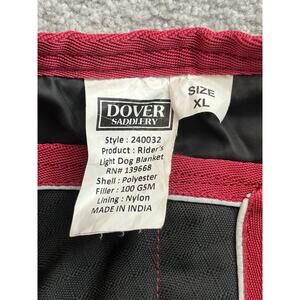 DOVER
SADDLERY
Style : 240032
Product : Rider's
Light Dog Blanket
RN# 139668
Shell : Polyester
Filler : 100 GSM
Lining : Nylon
MADE IN INDIA
SIZE
XL